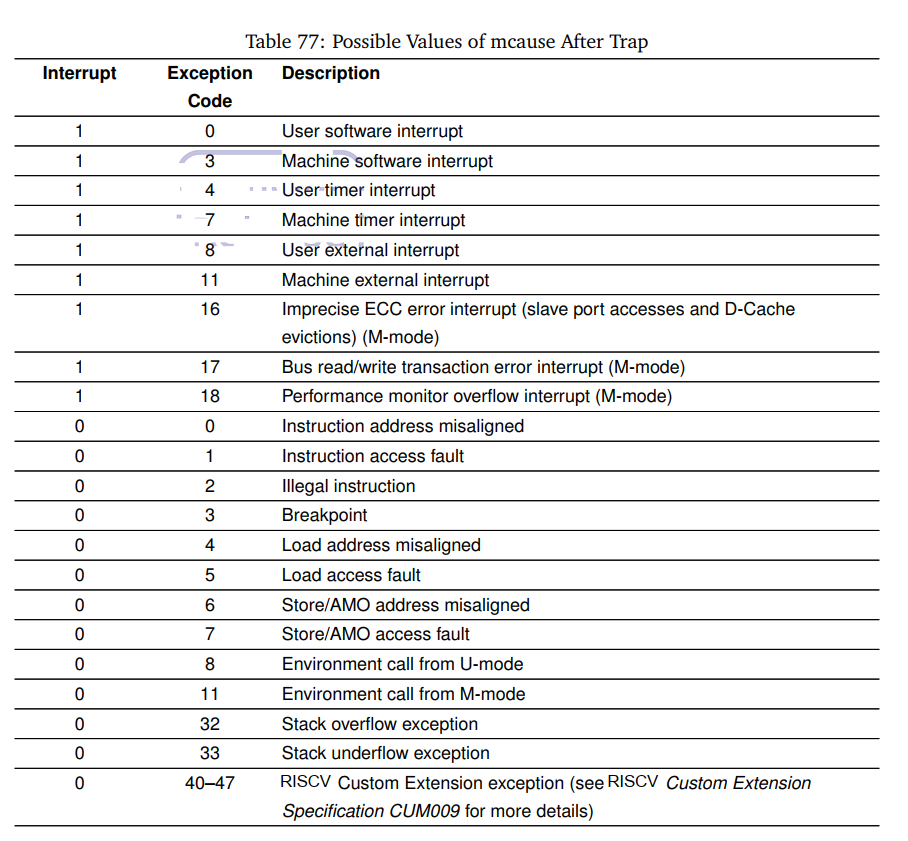 Table 77: Possible Values of mcause After Trap
Interrupt Exception Description
Code
1 0 User software interrupt
1 3 Machine software interrupt
1 4 User timer interrupt
1 7 Machine timer interrupt
1 8 User external interrupt
1 11 Machine external interrupt
1 16 Imprecise ECC error interrupt (slave port accesses and D-Cache
evictions) (M-mode)
1 17 Bus read/write transaction error interrupt (M-mode)
1 18 Performance monitor overflow interrupt (M-mode)
0 0 Instruction address misaligned
0 1 Instruction access fault
0 2 Illegal instruction
0 3 Breakpoint
0 4 Load address misaligned
0 5 Load access fault
0 6 Store/AMO address misaligned
0 7 Store/AMO access fault
0 8 Environment call from U-mode
0 11 Environment call from M-mode
0 32 Stack overflow exception
0 33 Stack underflow exception
0 40–47 RISCV Custom Extension exception (see RISCV Custom Extension
Specification CUM009 for more details)